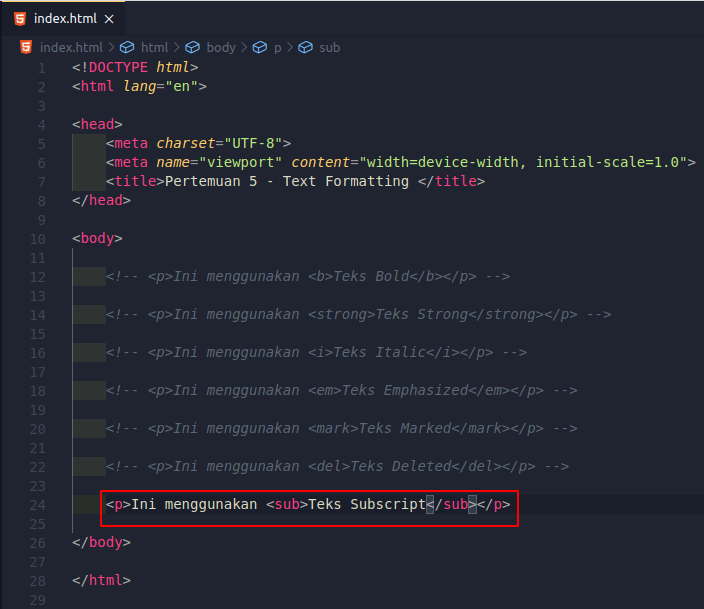 index.html ×
index.html > html > body > p > sub
1 <!DOCTYPE html>
2 <html lang="en">
3
4 <head>
5 <meta charset="UTF-8">
6 <meta name="viewport" content="width=device-width, initial-scale=1.0">
7 <title>Pertemuan 5 - Text Formatting </title>
8 </head>
9
10 <body>
11
12 <!-- <p>Ini menggunakan <b>Teks Bold</b></p> -->
13
14 <!-- <p>Ini menggunakan <strong>Teks Strong</strong></p> -->
15
16 <!-- <p>Ini menggunakan <i>Teks Italic</i></p> -->
17
18 <!-- <p>Ini menggunakan <em>Teks Emphasized</em></p> -->
19
20 <!-- <p>Ini menggunakan <mark>Teks Marked</mark></p> -->
21
22 <!-- <p>Ini menggunakan <del>Teks Deleted</del></p> -->
23
24 <p>Ini menggunakan <sub>Teks Subscript</sub></p>
25
26 </body>
27
28 </html>
29